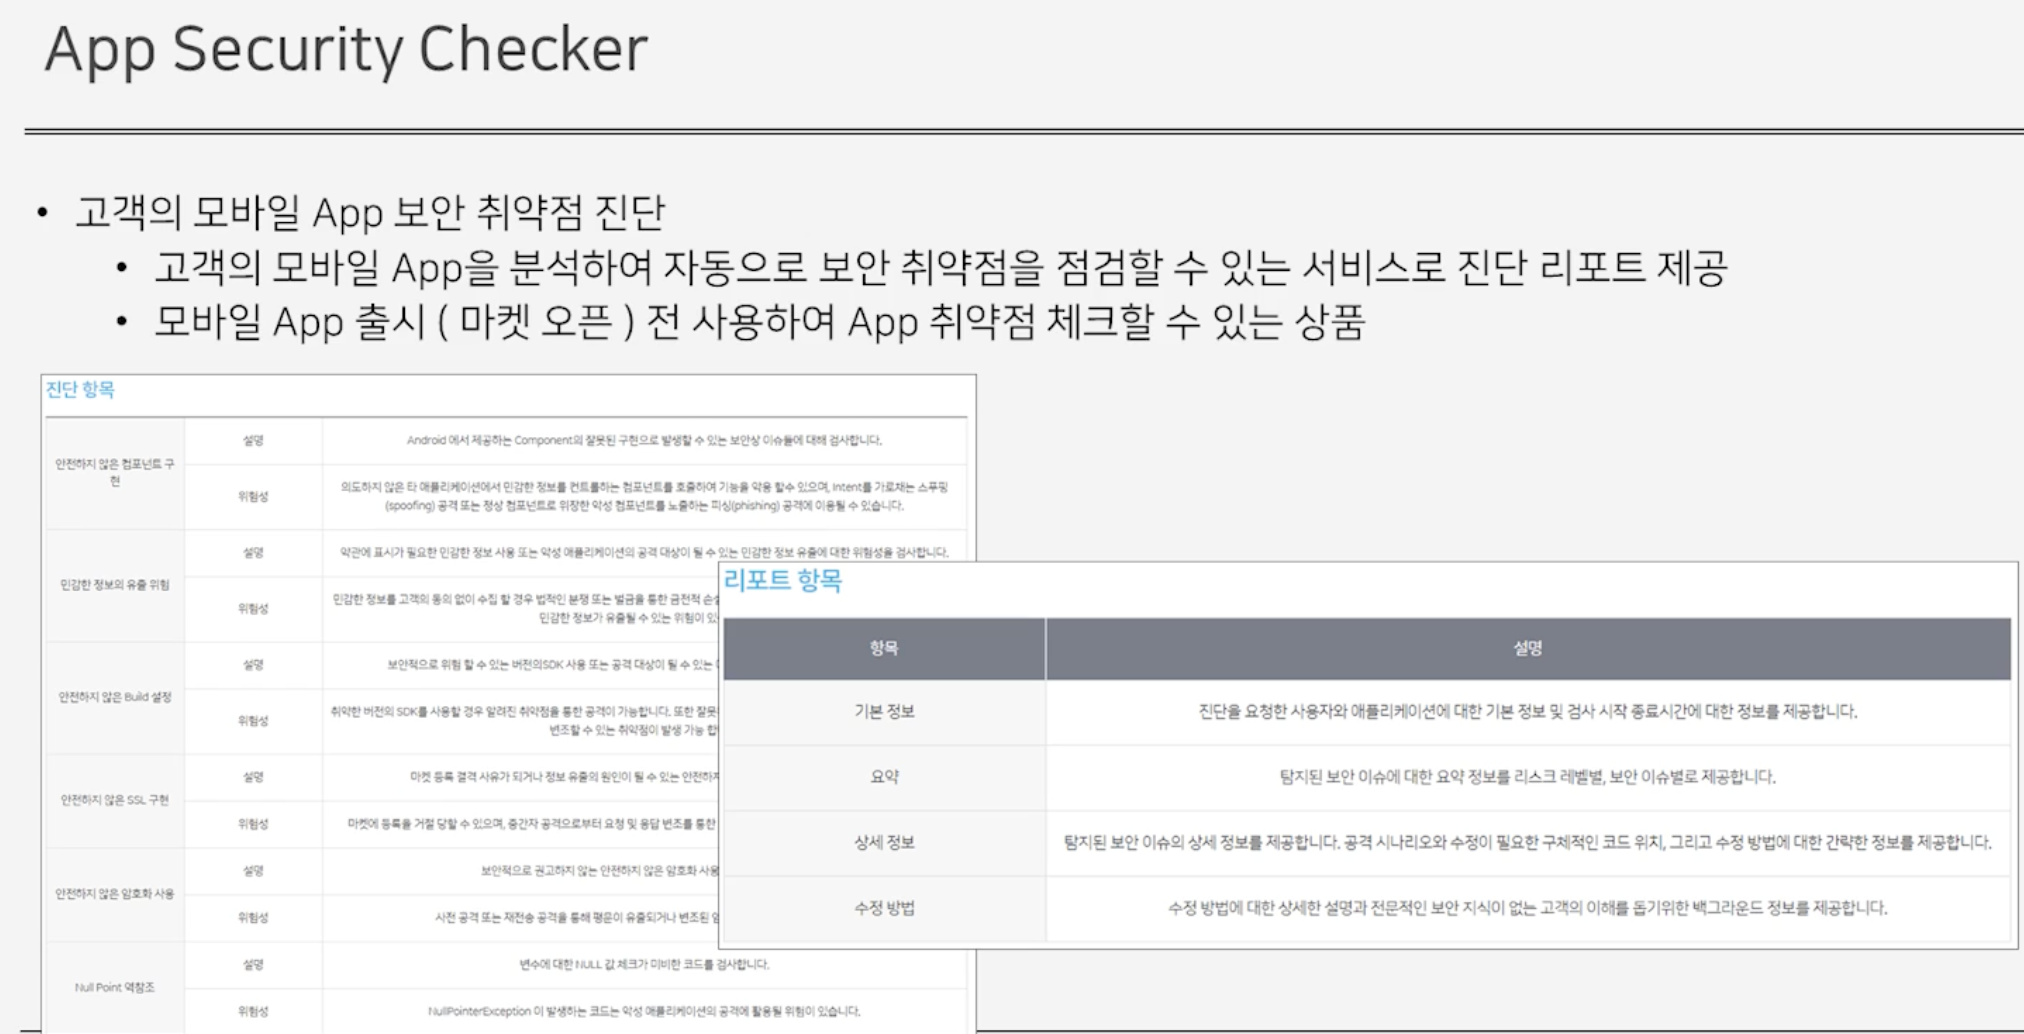 App Security Checker
• 고객의 모바일 App 보안 취약점 진단
• 고객의 모바일 App을 분석하여 자동으로 보안 취약점을 점검할 수 있는 서비스로 진단 리포트 제공
• 모바일 App 출시 ( 마켓 오픈 ) 전 사용하여 App 취약점 체크할 수 있는 상품
진단 항목
안전하지 않은 컴포넌트 구
현
설명
Android 에서 제공하는 Component의 잘못된 구현으로 발생할 수 있는 보안상 이슈들에 대해 검사합니다.
위험성
의도하지 않은 타 애플리케이션에서 민감한 정보를 컨트롤하는 컴포넌트를 호출하여 기능을 악용 할수 있으며, Intent를 가로채는 스푸핑
(spoofing) 공격 또는 정상 컴포넌트로 위장한 악성 컴포넌트를 노출하는 피싱(phishing) 공격에 이용될 수 있습니다.
민감한 정보의 유출 위험
설명
약관에 표시가 필요한 민감한 정보 사용 또는 악성 애플리케이션의 공격 대상이 될 수 있는 민감한 정보 유출에 대한 위험성을 검사합니다.
위험성
민감한 정보를 고객의 동의 없이 수집 할 경우 법적인 분쟁 또는 벌금을 통한 금전적
민감한 정보가 유출될 수 있는 위험이
안전하지 않은 Build 설정
설명
보안적으로 위험 할 수 있는 버전의SDK 사용 또는 공격 대상이 될 수 있는
위험성
취약한 버전의 SDK를 사용할 경우 알려진 취약점을 통한 공격이 가능합니다. 또한
변조할 수 있는 취약점이 발생 가능
안전하지 않은 SSL 구현
설명
마켓 등록 결격 사유가 되거나 정보 유출의 원인이 될 수 있는
위험성
마켓에 등록을 거절 당할 수 있으며, 중간자 공격으로부터 요청 및 응답 변조를 통한
안전하지 않은 암호화 사용
설명
보안적으로 권고하지 않는 안전하지 않은 암호화 사용
위험성
사전 공격 또는 재전송 공격을 통해 평문이 유출되거나 변조된
Null Point 역참조
설명
변수에 대한 NULL 값 체크가 미비한 코드를 검사합니다.
위험성
NullPointerException 이 발생하는 코드는 악성 애플리케이션의 공격에 활용될 위험이 있습니다.
리포트 항목
항목
설명
기본 정보
진단을 요청한 사용자와 애플리케이션에 대한 기본 정보 및 검사 시작 종료시간에 대한 정보를 제공합니다.
요약
탐지된 보안 이슈에 대한 요약 정보를 리스크 레벨별, 보안 이슈별로 제공합니다.
상세 정보
탐지된 보안 이슈의 상세 정보를 제공합니다. 공격 시나리오와 수정이 필요한 구체적인 코드 위치, 그리고 수정 방법에 대한 간략한 정보를 제공합니다.
수정 방법
수정 방법에 대한 상세한 설명과 전문적인 보안 지식이 없는 고객의 이해를 돕기위한 백그라운드 정보를 제공합니다.